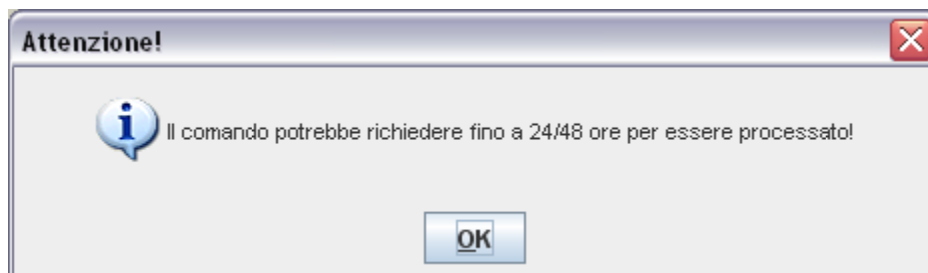 Attenzione!
Il comando potrebbe richiedere fino a 24/48 ore per essere processato!
OK